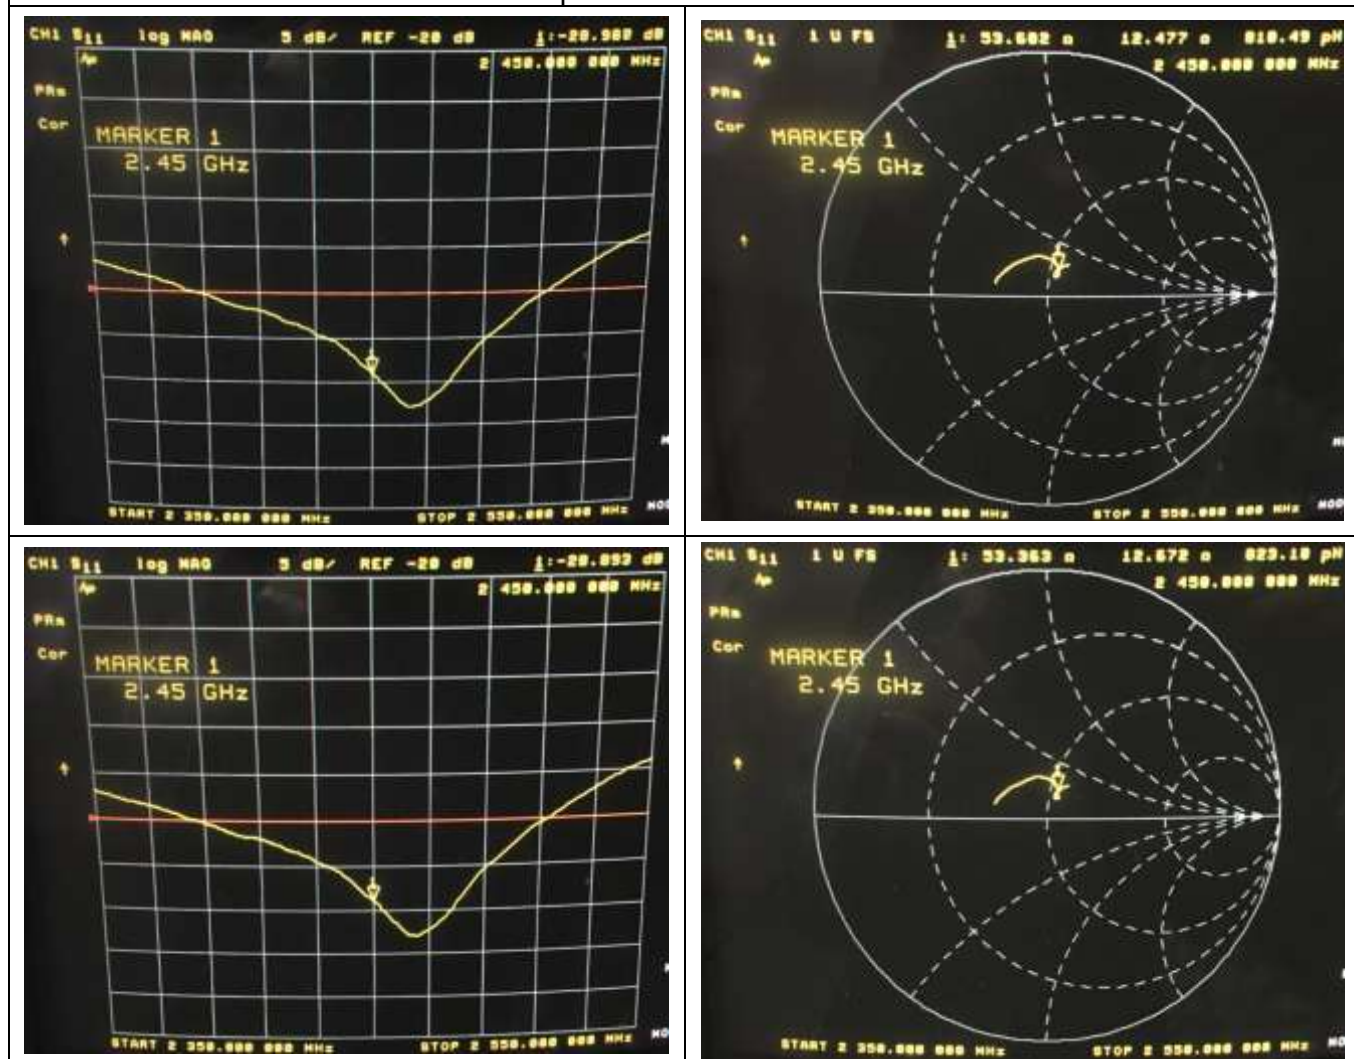 CH1 S11 log MAG 5 dB/ REF -20 dB 1: dB
2 450.000 000 MHz
PRm
Cor
MARKER 1
2.45 GHz
START 2 350.000 000 MHz STOP 2 550.000 000 MHz
CH1 S11 1 U FS 1: 53.602 Ω 12.477 Ω 810.49 pH
2 450.000 000 MHz
PRm
Cor
MARKER 1
2.45 GHz
START 2 350.000 000 MHz STOP 2 550.000 000 MHz
CH1 S11 log MAG 5 dB/ REF -20 dB 1:-28.893 dB
2 450.000 000 MHz
PRm
Cor
MARKER 1
2.45 GHz
START 2 350.000 000 MHz STOP 2 550.000 000 MHz
CH1 S11 1 U FS 1: 53.363 Ω 12.672 Ω 823.18 pH
2 450.000 000 MHz
PRm
Cor
MARKER 1
2.45 GHz
START 2 350.000 000 MHz STOP 2 550.000 000 MHz